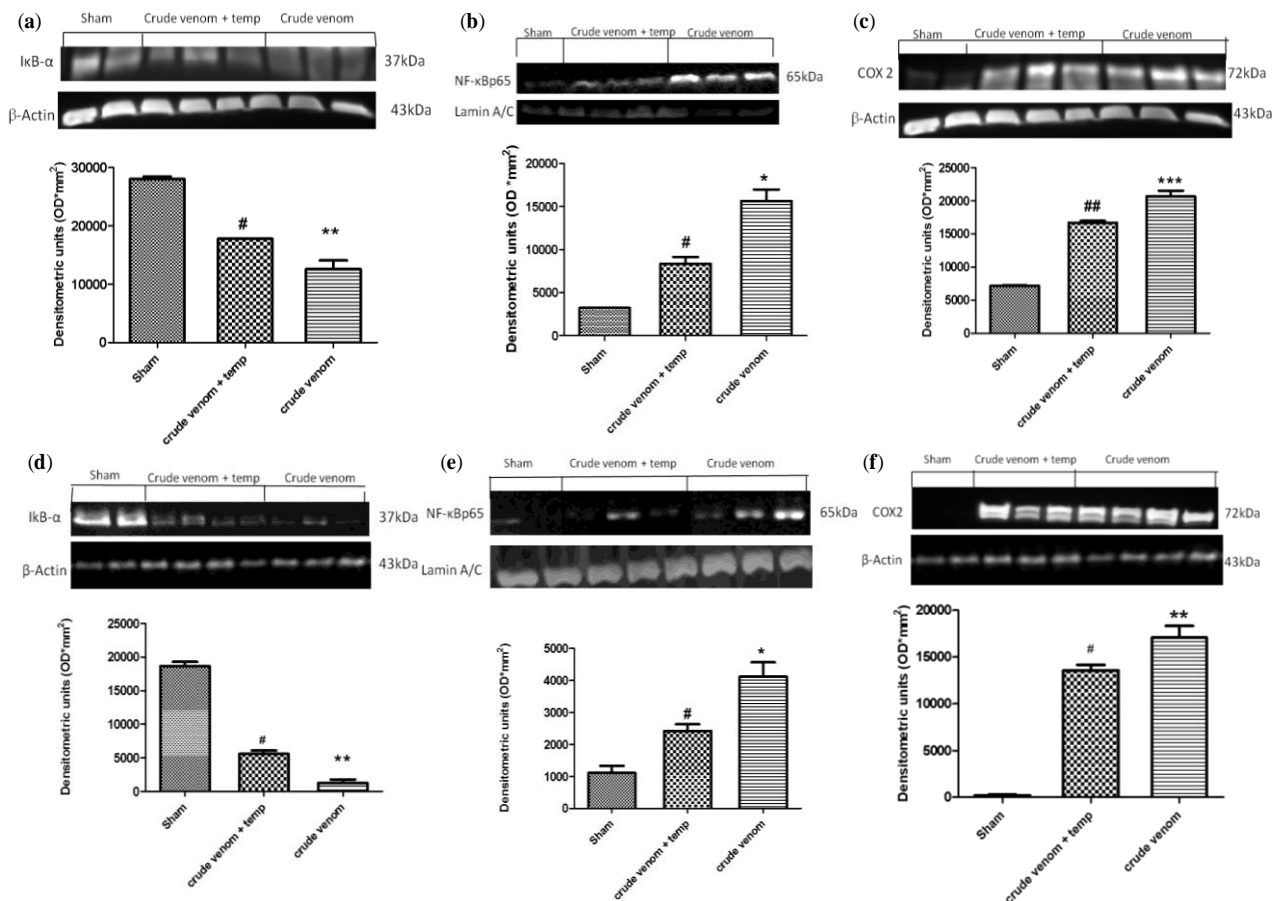 (a)
Sham Crude venom + temp Crude venom
IκB-α 37kDa
β-Actin 43kDa
Densitometric units (OD*mm²)
30000
20000
10000
0
#
**
Sham
crude venom + temp
crude venom
(b)
Sham Crude venom + temp Crude venom
NF-κBp65 65kDa
Lamin A/C
Densitometric units (OD *mm²)
20000
15000
10000
5000
0
#
*
Sham
crude venom + temp
crude venom
(c)
Sham Crude venom + temp Crude venom
COX 2 72kDa
β-Actin 43kDa
Densitometric units (OD*mm²)
25000
20000
15000
10000
5000
0
##
***
Sham
crude venom + temp
crude venom
(d)
Sham Crude venom + temp Crude venom
IkB-α 37kDa
β-Actin 43kDa
Densitometric units (OD*mm²)
25000
20000
15000
10000
5000
0
#
**
Sham
crude venom + temp
crude venom
(e)
Sham Crude venom + temp Crude venom
NF-κBp65 65kDa
Lamin A/C
Densitometric units (OD*mm²)
5000
4000
3000
2000
1000
0
#
*
Sham
crude venom + temp
crude venom
(f)
Sham Crude venom + temp Crude venom
COX2 72kDa
β-Actin 43kDa
Densitometric units (OD*mm²)
20000
15000
10000
5000
0
#
**
Sham
crude venom + temp
crude venom